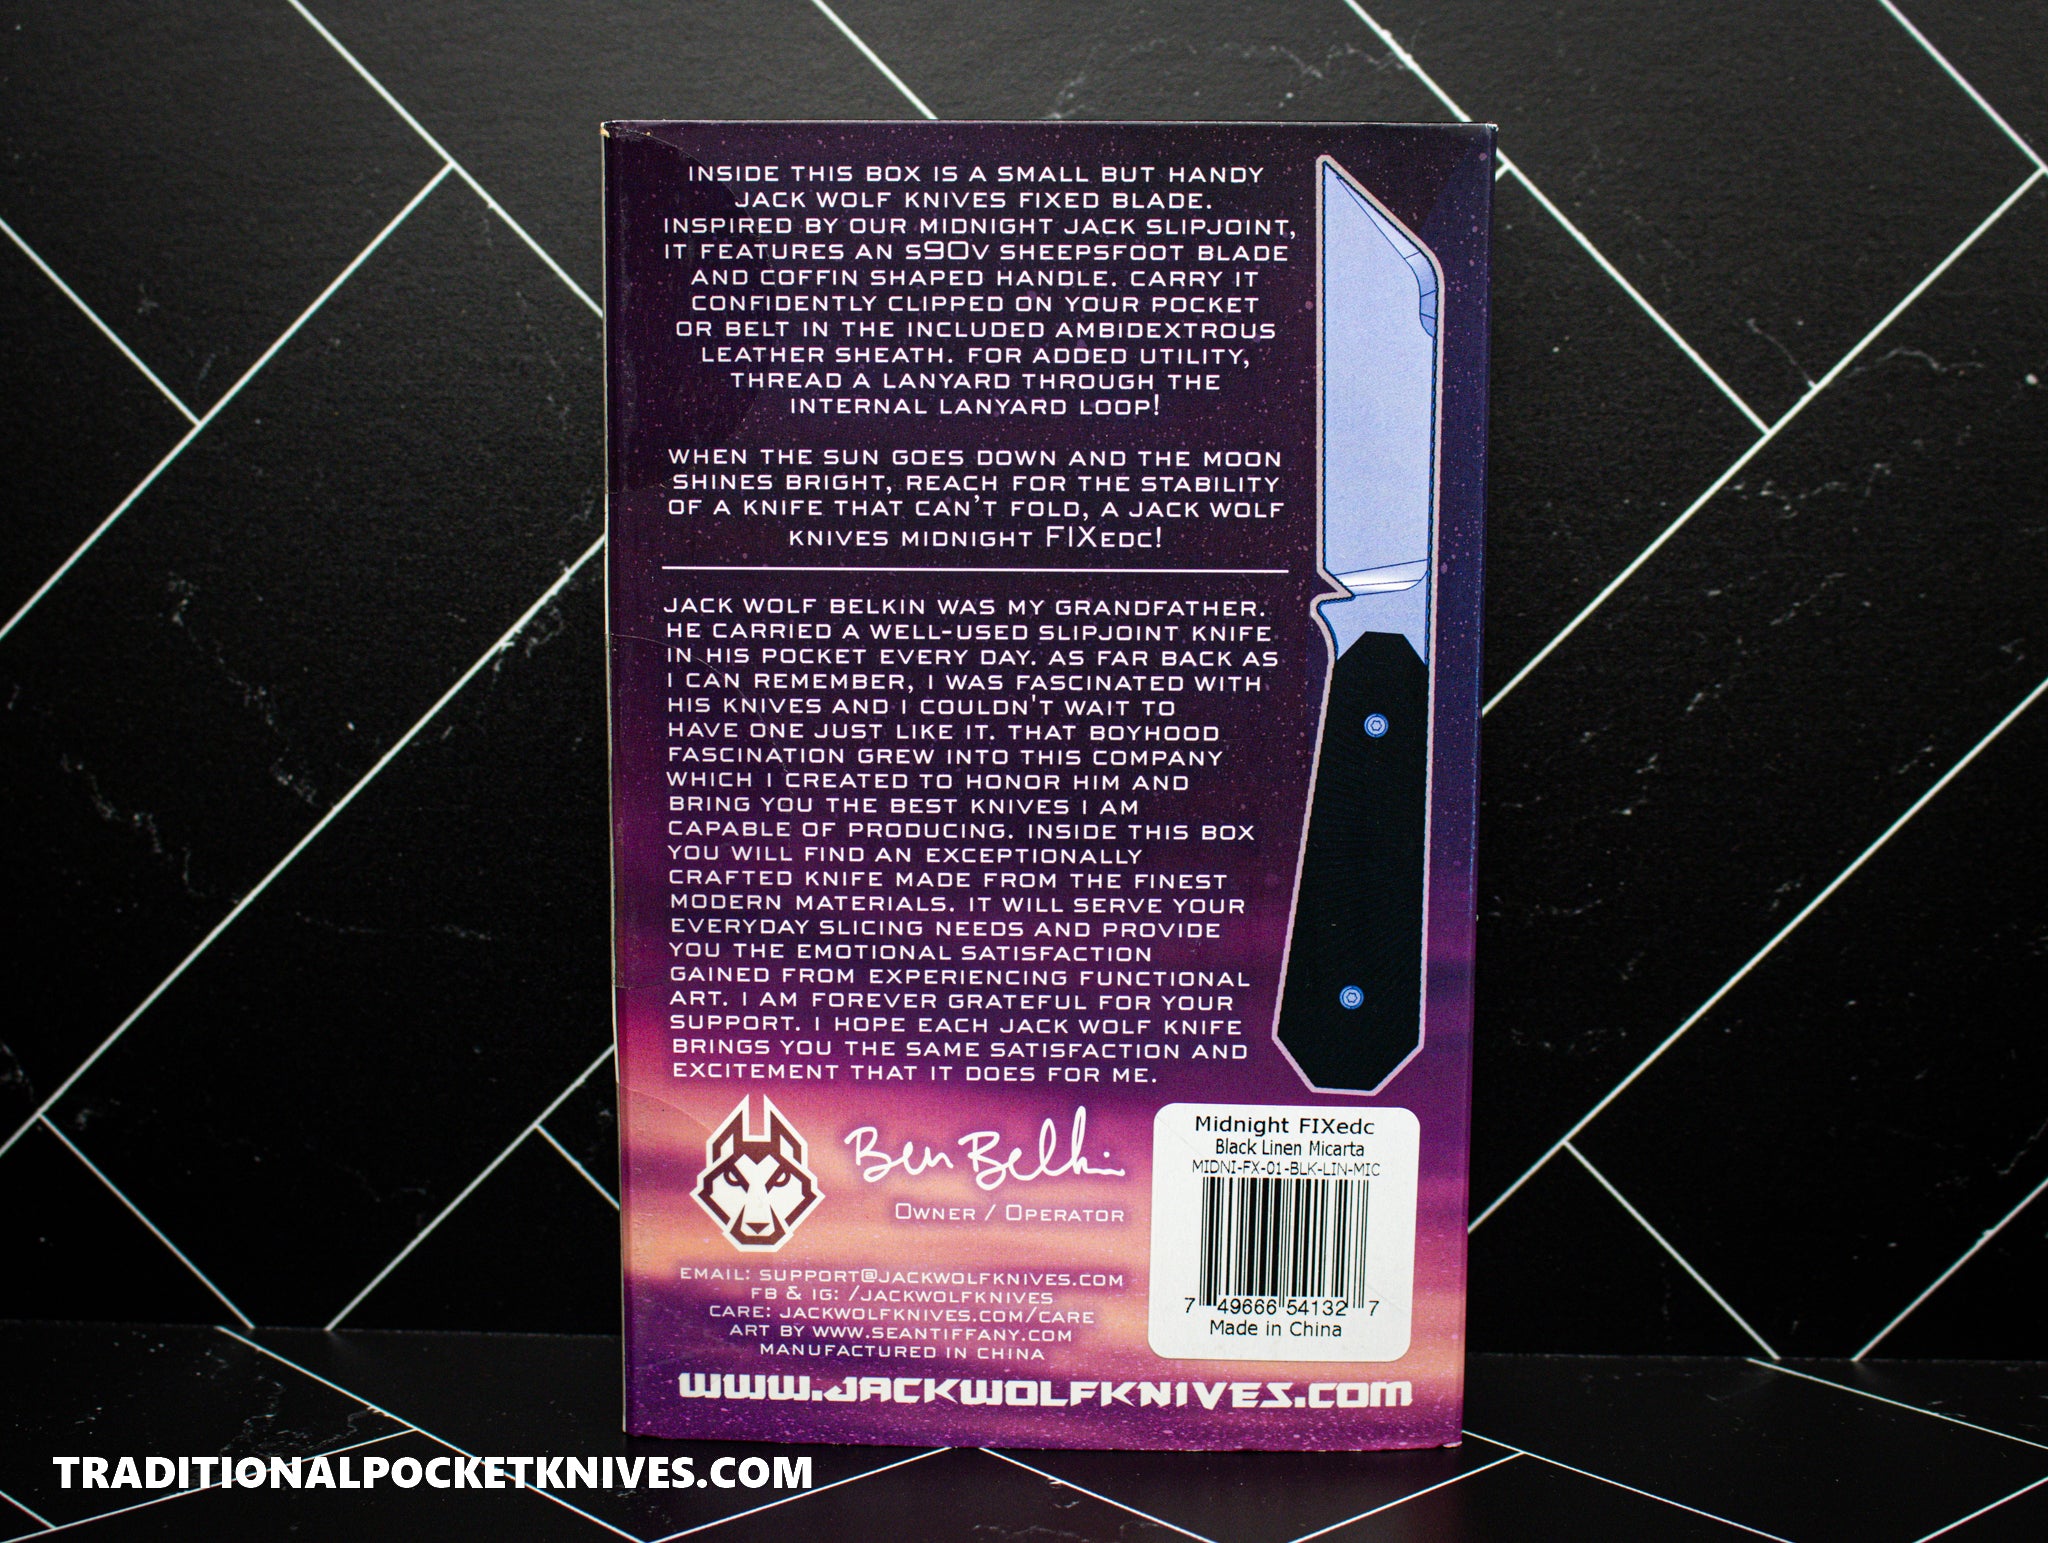 INSIDE THIS BOX IS A SMALL BUT HANDY
JACK WOLF KNIVES FIXED BLADE.
INSPIRED BY OUR MIDNIGHT JACK SLIPJOINT,
IT FEATURES AN S90V SHEEPSFOOT BLADE
AND COFFIN SHAPED HANDLE. CARRY IT
CONFIDENTLY CLIPPED ON YOUR POCKET
OR BELT IN THE INCLUDED AMBIDEXTROUS
LEATHER SHEATH. FOR ADDED UTILITY,
THREAD A LANYARD THROUGH THE
INTERNAL LANYARD LOOP!
WHEN THE SUN GOES DOWN AND THE MOON
SHINES BRIGHT, REACH FOR THE STABILITY
OF A KNIFE THAT CAN'T FOLD, A JACK WOLF
KNIVES MIDNIGHT FIXEDC!
JACK WOLF BELKIN WAS MY GRANDFATHER.
HE CARRIED A WELL-USED SLIPJOINT KNIFE
IN HIS POCKET EVERY DAY. AS FAR BACK AS
I CAN REMEMBER, I WAS FASCINATED WITH
HIS KNIVES AND I COULDN'T WAIT TO
HAVE ONE JUST LIKE IT. THAT BOYHOOD
FASCINATION GREW INTO THIS COMPANY
WHICH I CREATED TO HONOR HIM AND
BRING YOU THE BEST KNIVES I AM
CAPABLE OF PRODUCING. INSIDE THIS BOX
YOU WILL FIND AN EXCEPTIONALLY
CRAFTED KNIFE MADE FROM THE FINEST
MODERN MATERIALS. IT WILL SERVE YOUR
EVERYDAY SLICING NEEDS AND PROVIDE
YOU THE EMOTIONAL SATISFACTION
GAINED FROM EXPERIENCING FUNCTIONAL
ART. I AM FOREVER GRATEFUL FOR YOUR
SUPPORT. I HOPE EACH JACK WOLF KNIFE
BRINGS YOU THE SAME SATISFACTION AND
EXCITEMENT THAT IT DOES FOR ME.
Ben Belkin
OWNER / OPERATOR
EMAIL: SUPPORT@JACKWOLFKNIVES.COM
FB & IG: /JACKWOLFKNIVES
CARE: JACKWOLFKNIVES.COM/CARE
ART BY WWW.SEANTIFFANY.COM
MANUFACTURED IN CHINA
Midnight FIXedc
Black Linen Micarta
MIDNI-FX-01-BLK-LIN-MIC
7 49666 54132 7
Made in China
WWW.JACKWOLFKNIVES.COM
TRADITIONALPOCKETKNIVES.COM